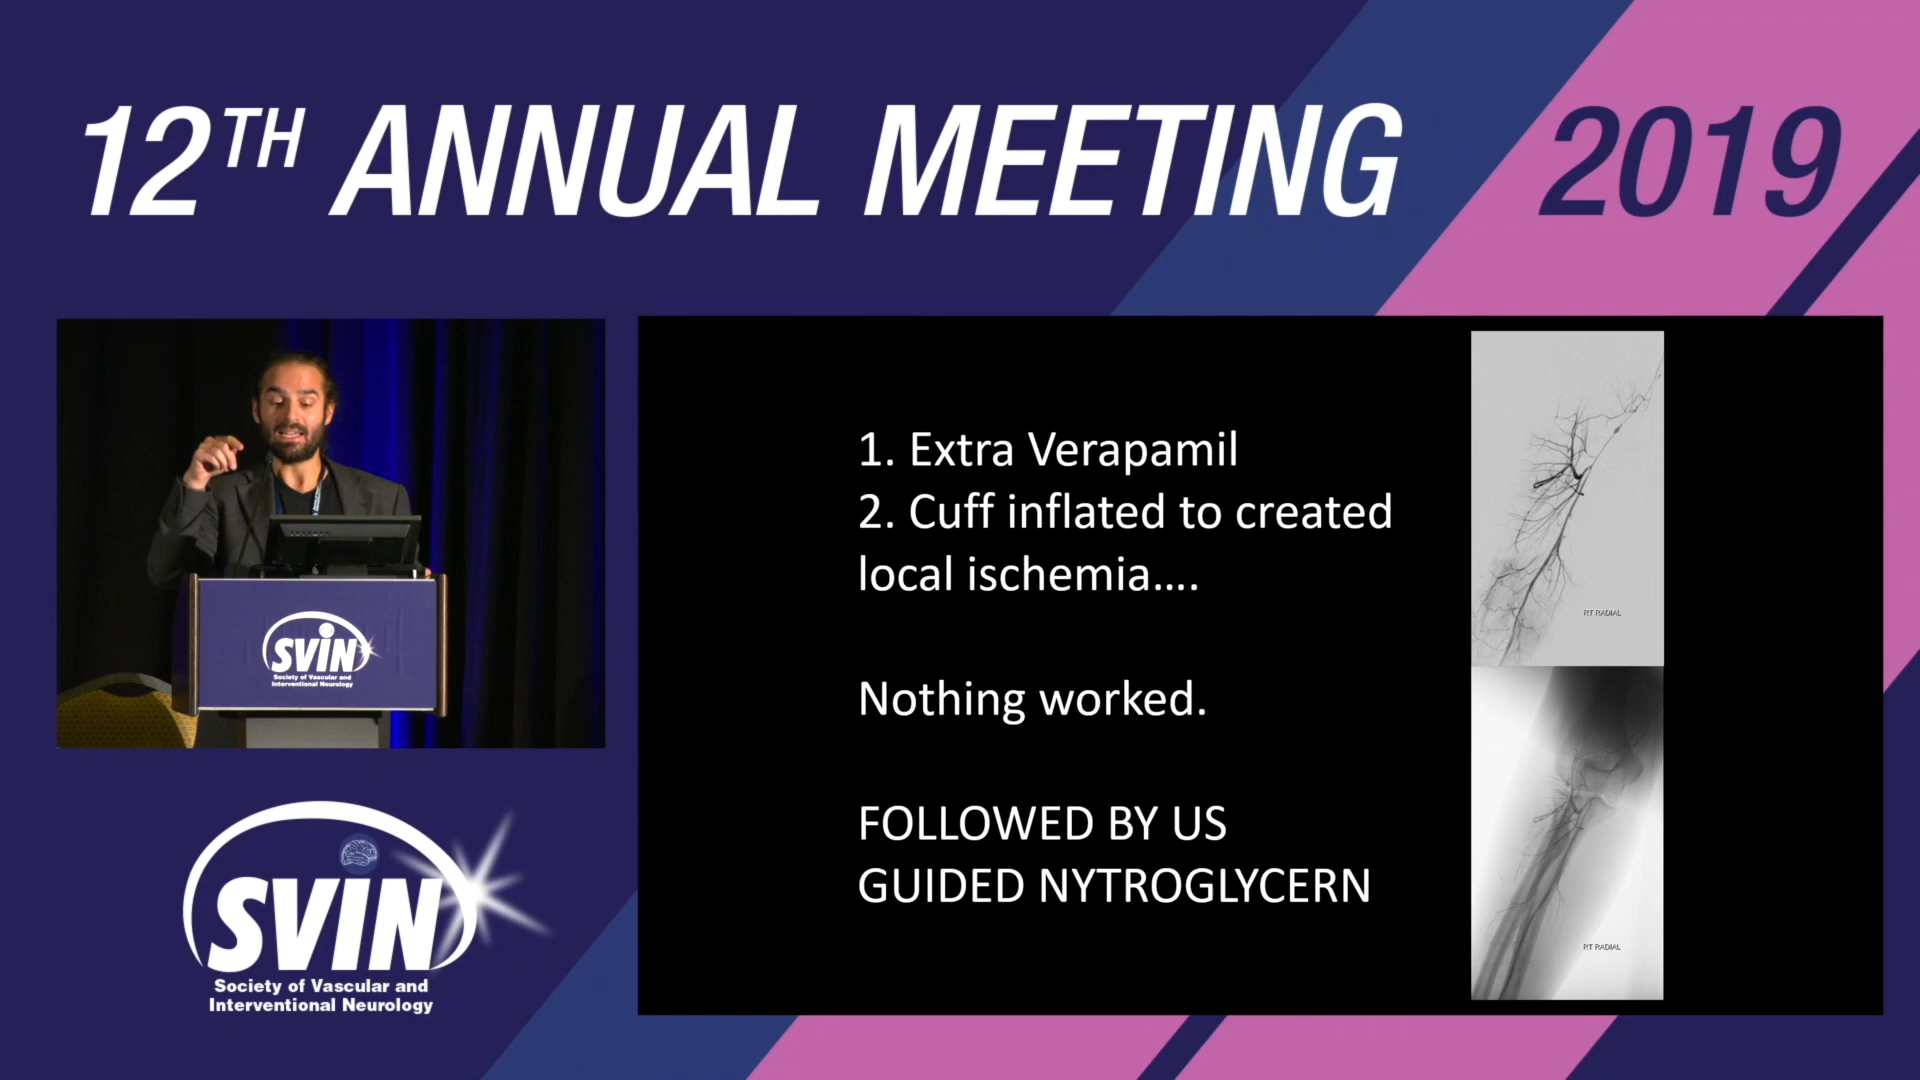 12TH ANNUAL MEETING 2019
1. Extra Verapamil
2. Cuff inflated to created
local ischemia....
Nothing worked.
FOLLOWED BY US
GUIDED NYTROGLYCERN
RT RADIAL
RT RADIAL
SVIN
Society of Vascular and
Interventional Neurology
SVIN
Society of Vascular and
Interventional Neurology